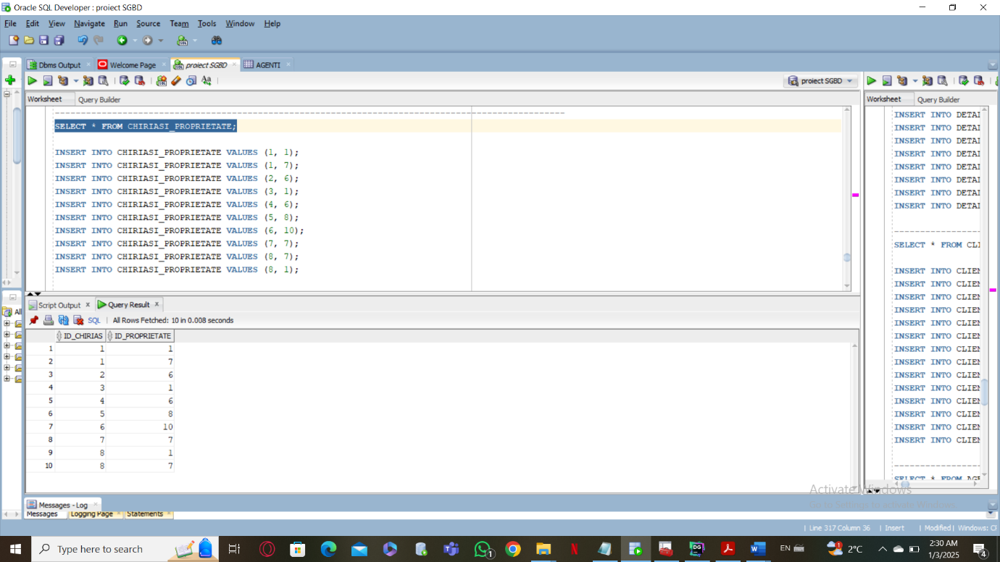 Oracle SQL Developer : proiect SGBD
File Edit View Navigate Run Source Team Tools Window Help
Dbms Output Welcome Page proiect SGBD AGENTI
proiect SGBD
Worksheet Query Builder
SELECT * FROM CHIRIASI_PROPRIETATE;
INSERT INTO CHIRIASI_PROPRIETATE VALUES (1, 1);
INSERT INTO CHIRIASI_PROPRIETATE VALUES (1, 7);
INSERT INTO CHIRIASI_PROPRIETATE VALUES (2, 6);
INSERT INTO CHIRIASI_PROPRIETATE VALUES (3, 1);
INSERT INTO CHIRIASI_PROPRIETATE VALUES (4, 6);
INSERT INTO CHIRIASI_PROPRIETATE VALUES (5, 8);
INSERT INTO CHIRIASI_PROPRIETATE VALUES (6, 10);
INSERT INTO CHIRIASI_PROPRIETATE VALUES (7, 7);
INSERT INTO CHIRIASI_PROPRIETATE VALUES (8, 7);
INSERT INTO CHIRIASI_PROPRIETATE VALUES (8, 1);
Script Output Query Result
SQL All Rows Fetched: 10 in 0.008 seconds
ID_CHIRIAS ID_PROPRIETATE
1 1 1
2 1 7
3 2 6
4 3 1
5 4 6
6 5 8
7 6 10
8 7 7
9 8 1
10 8 7
All
Worksheet Query Builder
INSERT INTO DETAI
INSERT INTO DETAI
INSERT INTO DETAI
INSERT INTO DETAI
INSERT INTO DETAI
INSERT INTO DETAI
INSERT INTO DETAI
INSERT INTO DETAI
SELECT * FROM CLI
INSERT INTO CLIEN
INSERT INTO CLIEN
INSERT INTO CLIEN
INSERT INTO CLIEN
INSERT INTO CLIEN
INSERT INTO CLIEN
INSERT INTO CLIEN
INSERT INTO CLIEN
INSERT INTO CLIEN
INSERT INTO CLIEN
INSERT INTO CLIEN
INSERT INTO CLIEN
INSERT INTO CLIEN
INSERT INTO CLIEN
SELECT * FROM AGE
Activate Windows
Go to Settings to activate Windows.
Messages - Log
Messages Logging Page Statements
Line 317 Column 36 Insert Modified Windows: CF
Type here to search
1
DG
EN
2°C
2:30 AM
1/3/2025
4